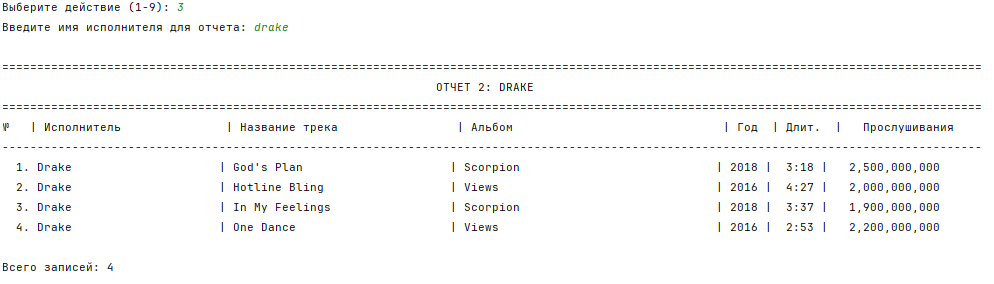 Выберите действие (1-9): 3
Введите имя исполнителя для отчета: drake
============================================================================================================================================
ОТЧЕТ 2: DRAKE
============================================================================================================================================
№   | Исполнитель               | Название трека                 | Альбом                              | Год  | Длит.  |   Прослушивания
--------------------------------------------------------------------------------------------------------------------------------------------
  1. Drake                     | God's Plan                     | Scorpion                            | 2018 |  3:18 |   2,500,000,000
  2. Drake                     | Hotline Bling                  | Views                               | 2016 |  4:27 |   2,000,000,000
  3. Drake                     | In My Feelings                 | Scorpion                            | 2018 |  3:37 |   1,900,000,000
  4. Drake                     | One Dance                      | Views                               | 2016 |  2:53 |   2,200,000,000
Всего записей: 4